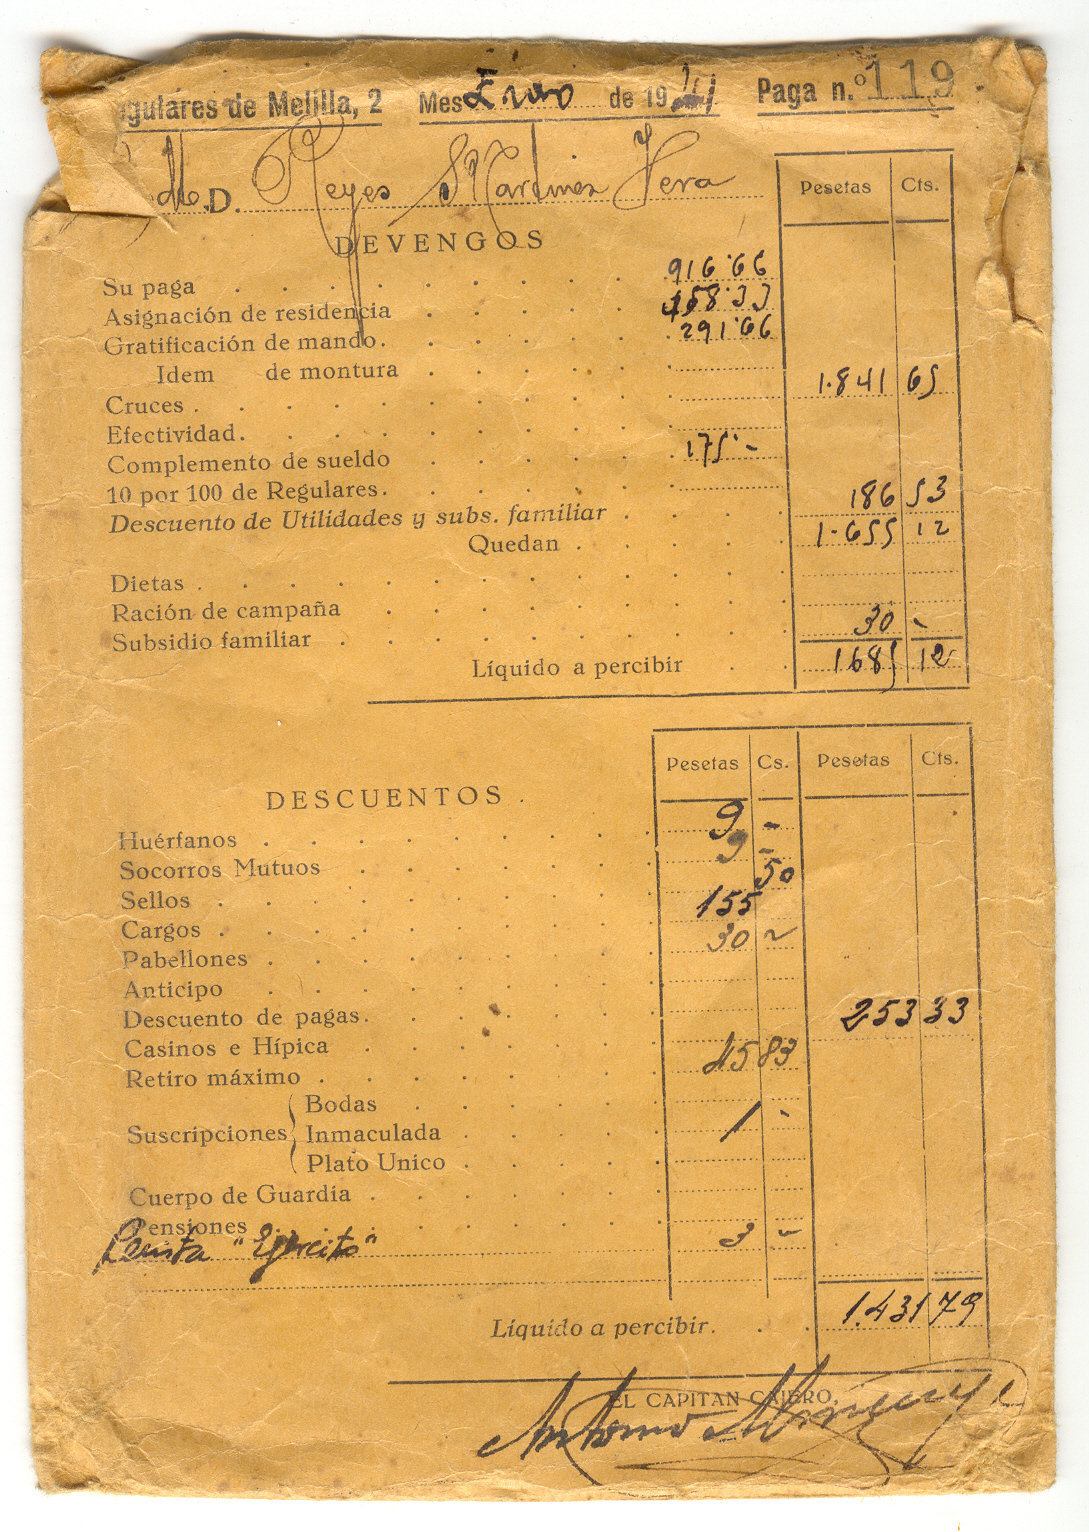 gulares de Melilla, 2 Mes Enero de 1941 Paga n.º 119
D. Reyes Martinez Vera
Pesetas Cts.
DEVENGOS
Su paga 916'66
Asignación de residencia 458'33
Gratificación de mando 291'66
Idem de montura 1.841 65
Cruces
Efectividad
Complemento de sueldo 175'-
10 por 100 de Regulares
Descuento de Utilidades y subs. familiar 186 53
Quedan 1.655 12
Dietas
Ración de campaña
Subsidio familiar 30 -
Líquido a percibir 1685 12
Pesetas Cs. Pesetas Cts.
DESCUENTOS
Huérfanos 9 -
Socorros Mutuos 9 -
Sellos 50
Cargos 155
Pabellones 30 -
Anticipo
Descuento de pagas 253 33
Casinos e Hípica
Retiro máximo 45 83
Suscripciones
Bodas
Inmaculada 1 -
Plato Unico
Cuerpo de Guardia
Pensiones
"Ejercito" 3 -
Líquido a percibir. 1.431 79
EL CAPITAN CAJERO,
Antonio